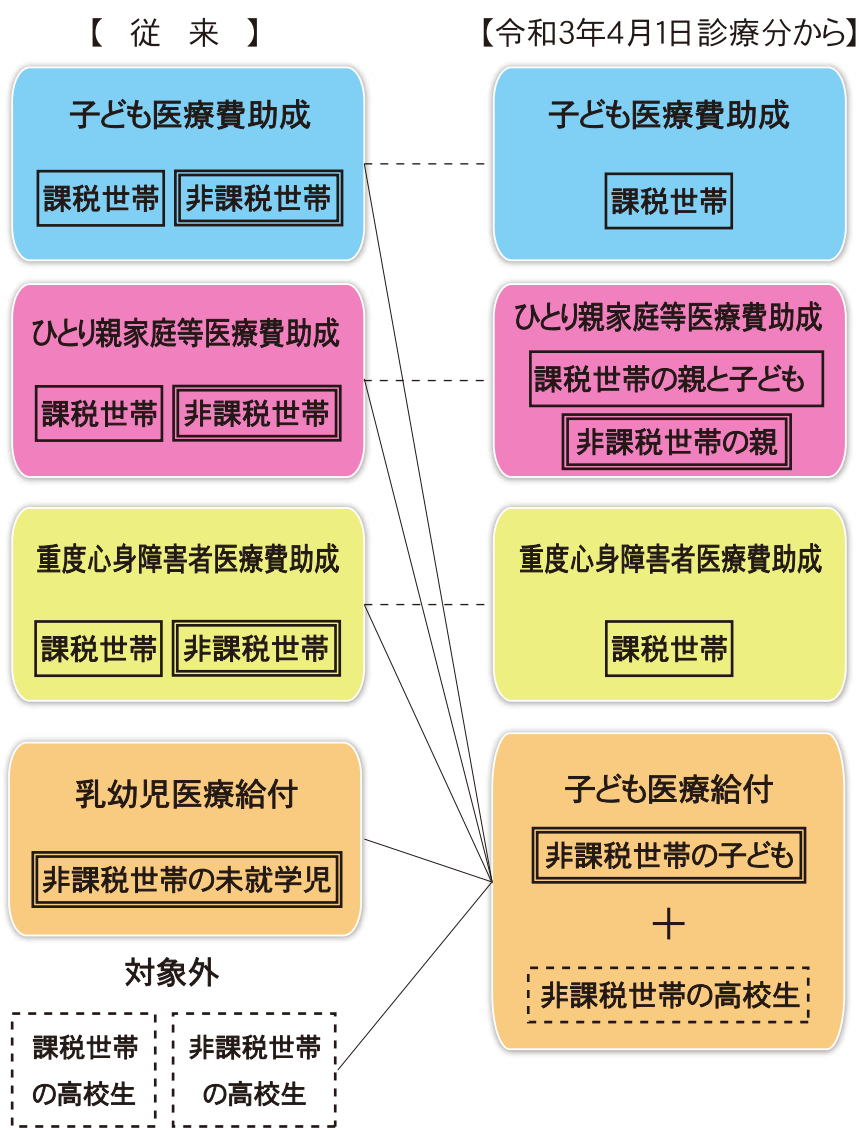 【 従 来 】
【令和3年4月1日診療分から】
子ども医療費助成
課税世帯
非課税世帯
子ども医療費助成
課税世帯
ひとり親家庭等医療費助成
課税世帯
非課税世帯
ひとり親家庭等医療費助成
課税世帯の親と子ども
非課税世帯の親
重度心身障害者医療費助成
課税世帯
非課税世帯
重度心身障害者医療費助成
課税世帯
乳幼児医療給付
非課税世帯の未就学児
子ども医療給付
非課税世帯の子ども
＋
非課税世帯の高校生
対象外
課税世帯
の高校生
非課税世帯
の高校生